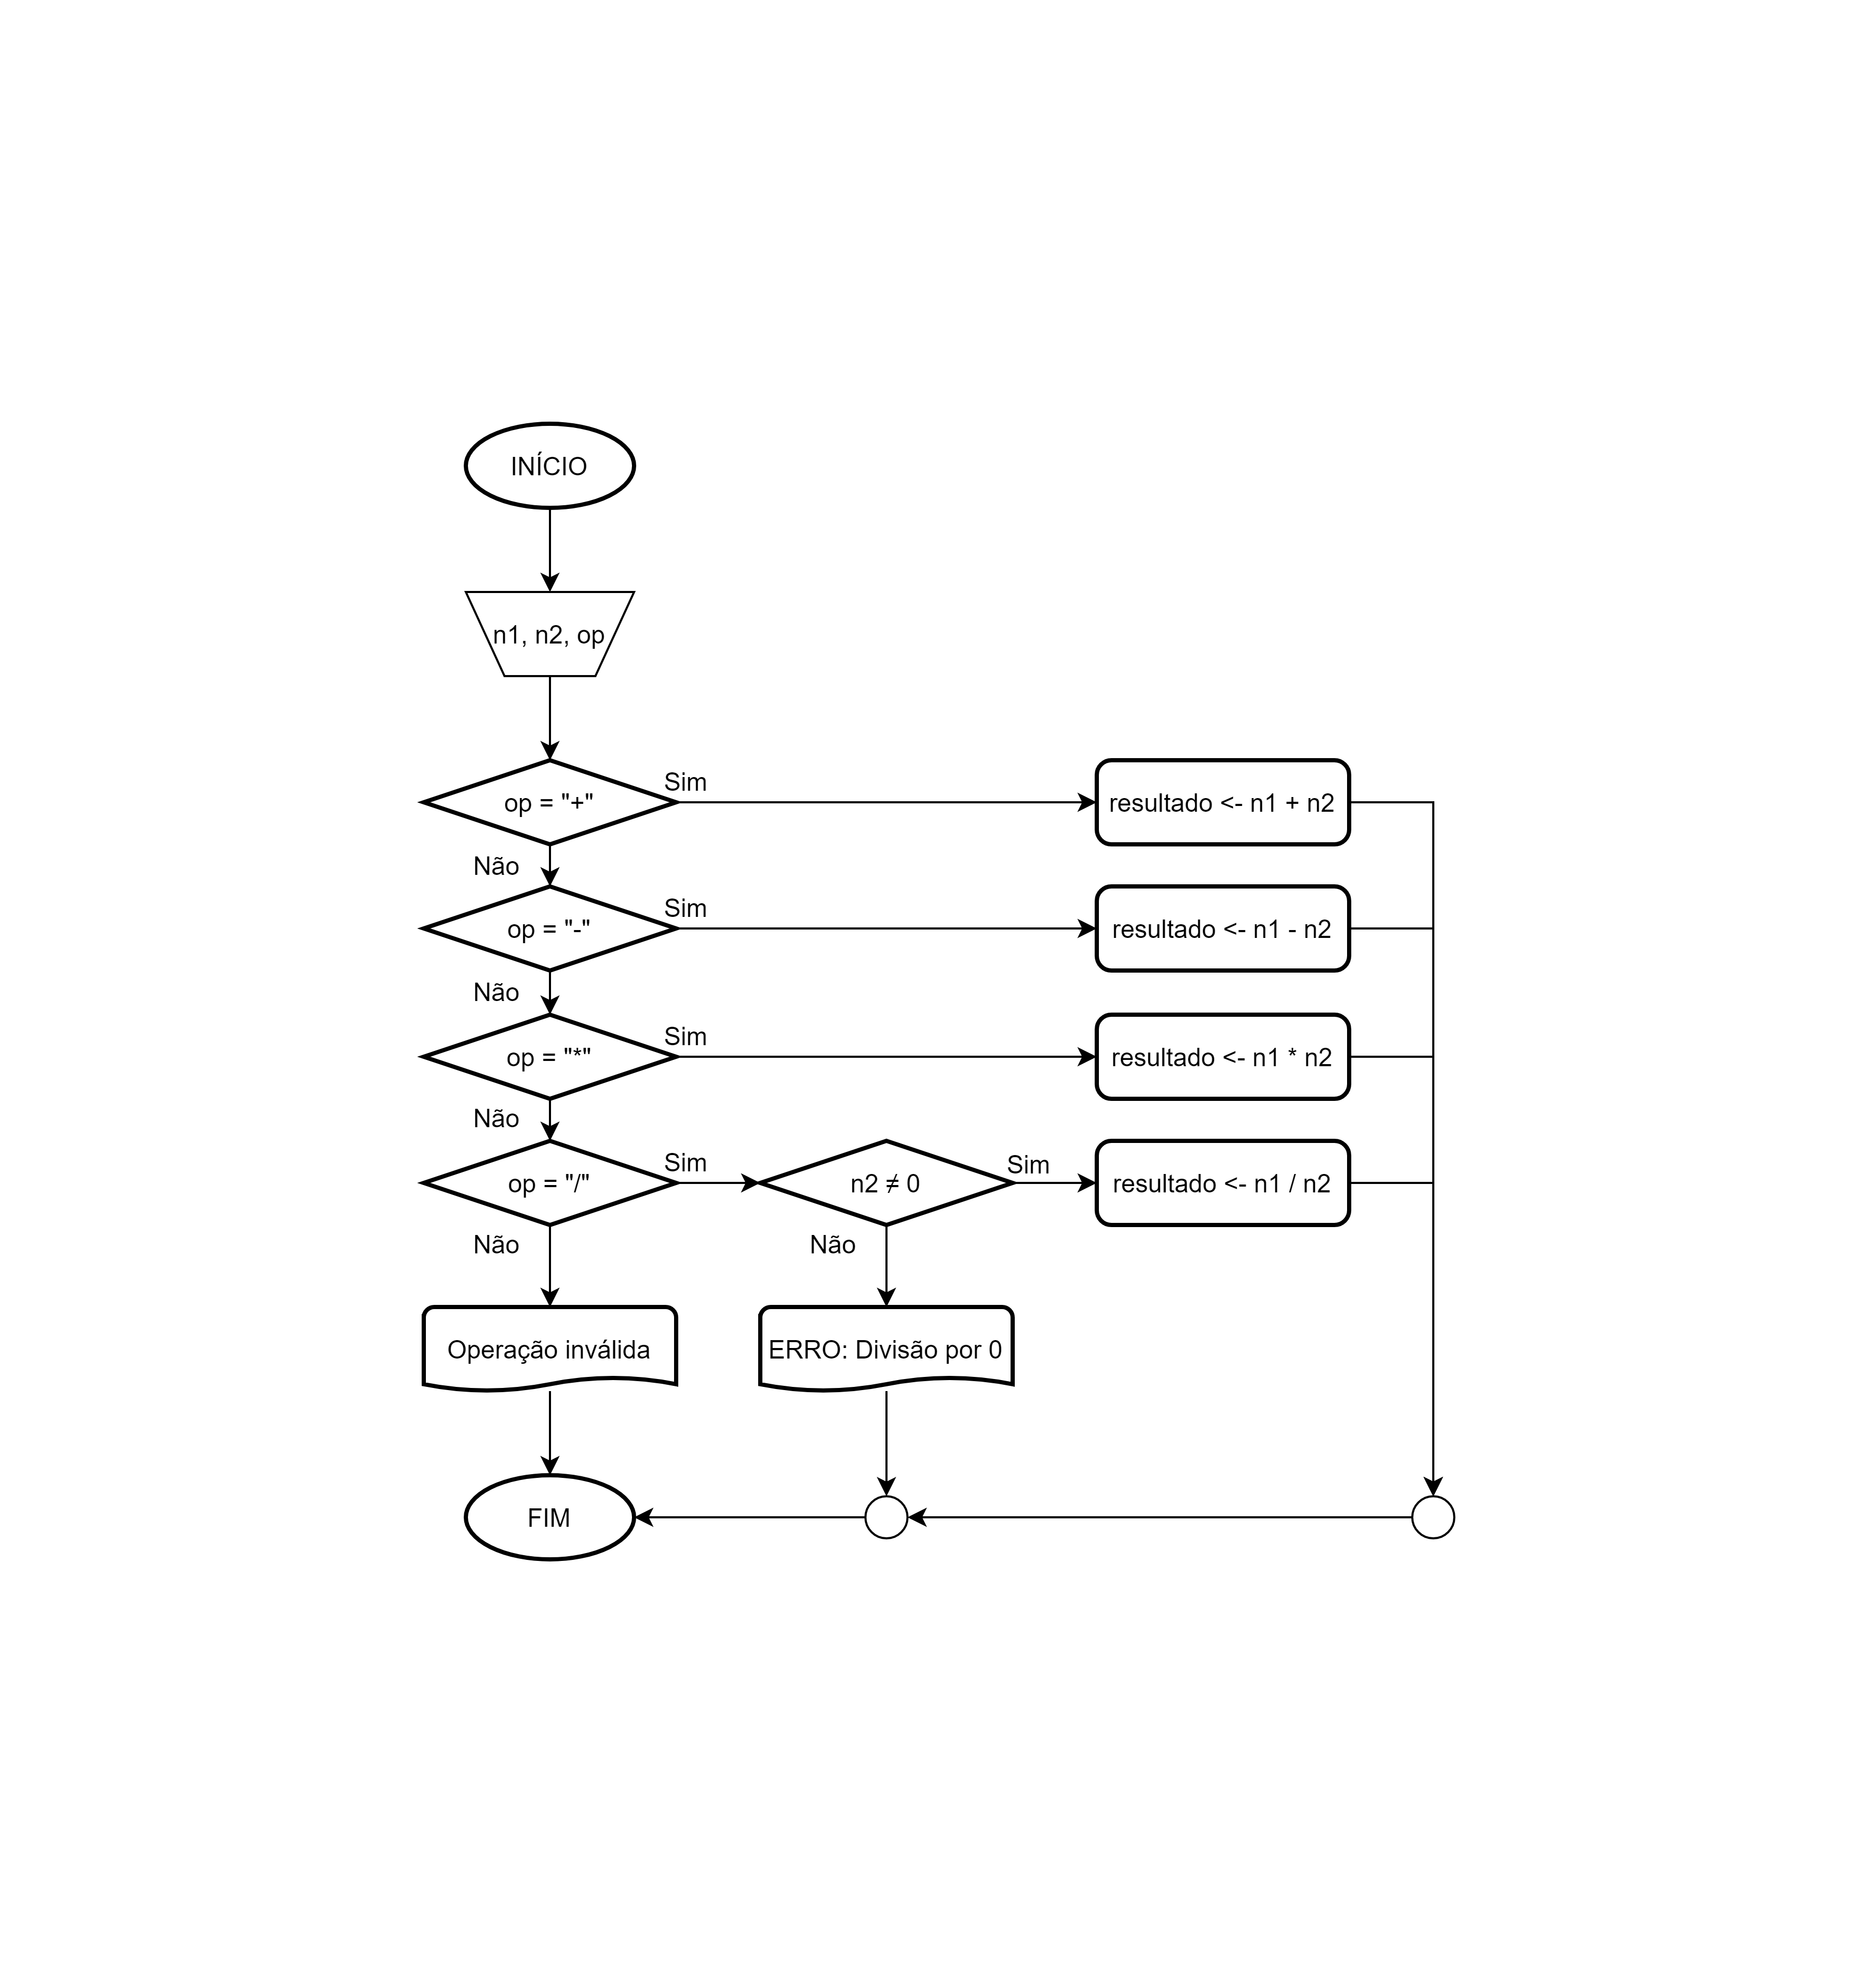 INÍCIO
n1, n2, op
op = "+"
Sim
resultado <- n1 + n2
Não
op = "-"
Sim
resultado <- n1 - n2
Não
op = "*"
Sim
resultado <- n1 * n2
Não
op = "/"
Sim
n2 ≠ 0
Sim
resultado <- n1 / n2
Não
Não
Operação inválida
ERRO: Divisão por 0
FIM